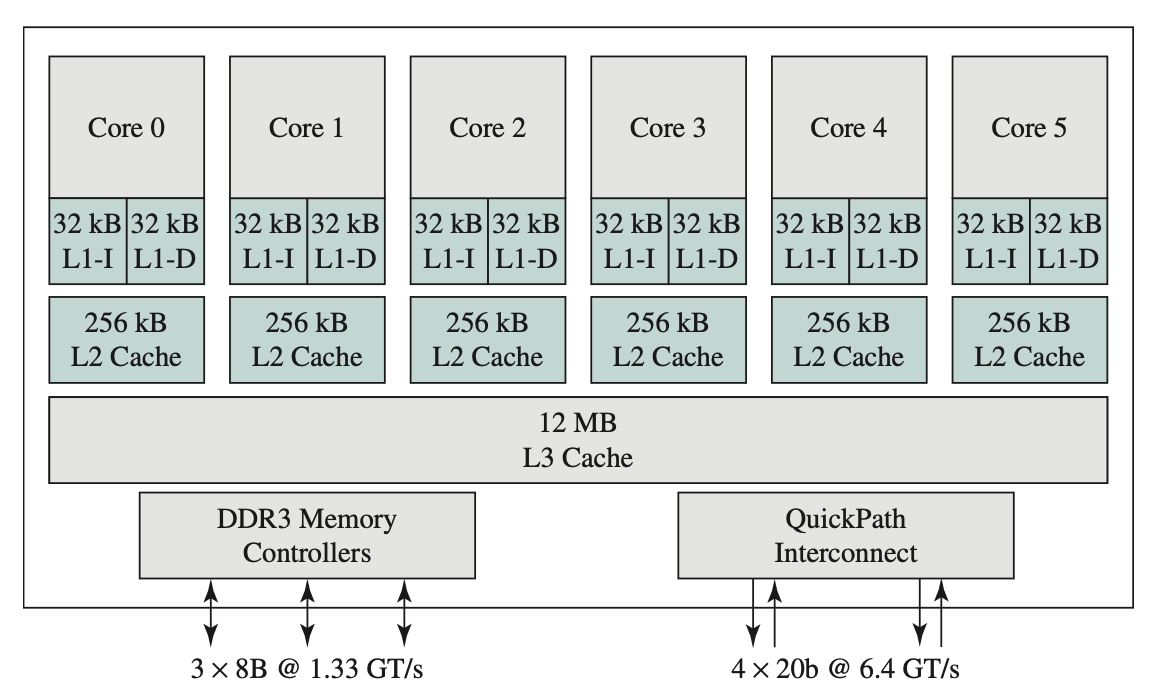 Core 0
Core 1
Core 2
Core 3
Core 4
Core 5
32 kB 32 kB
L1-I L1-D
32 kB 32 kB
L1-I L1-D
32 kB 32 kB
L1-I L1-D
32 kB 32 kB
L1-I L1-D
32 kB 32 kB
L1-I L1-D
32 kB 32 kB
L1-I L1-D
256 kB
L2 Cache
256 kB
L2 Cache
256 kB
L2 Cache
256 kB
L2 Cache
256 kB
L2 Cache
256 kB
L2 Cache
12 MB
L3 Cache
DDR3 Memory
Controllers
QuickPath
Interconnect
3 × 8B @ 1.33 GT/s
4 × 20b @ 6.4 GT/s